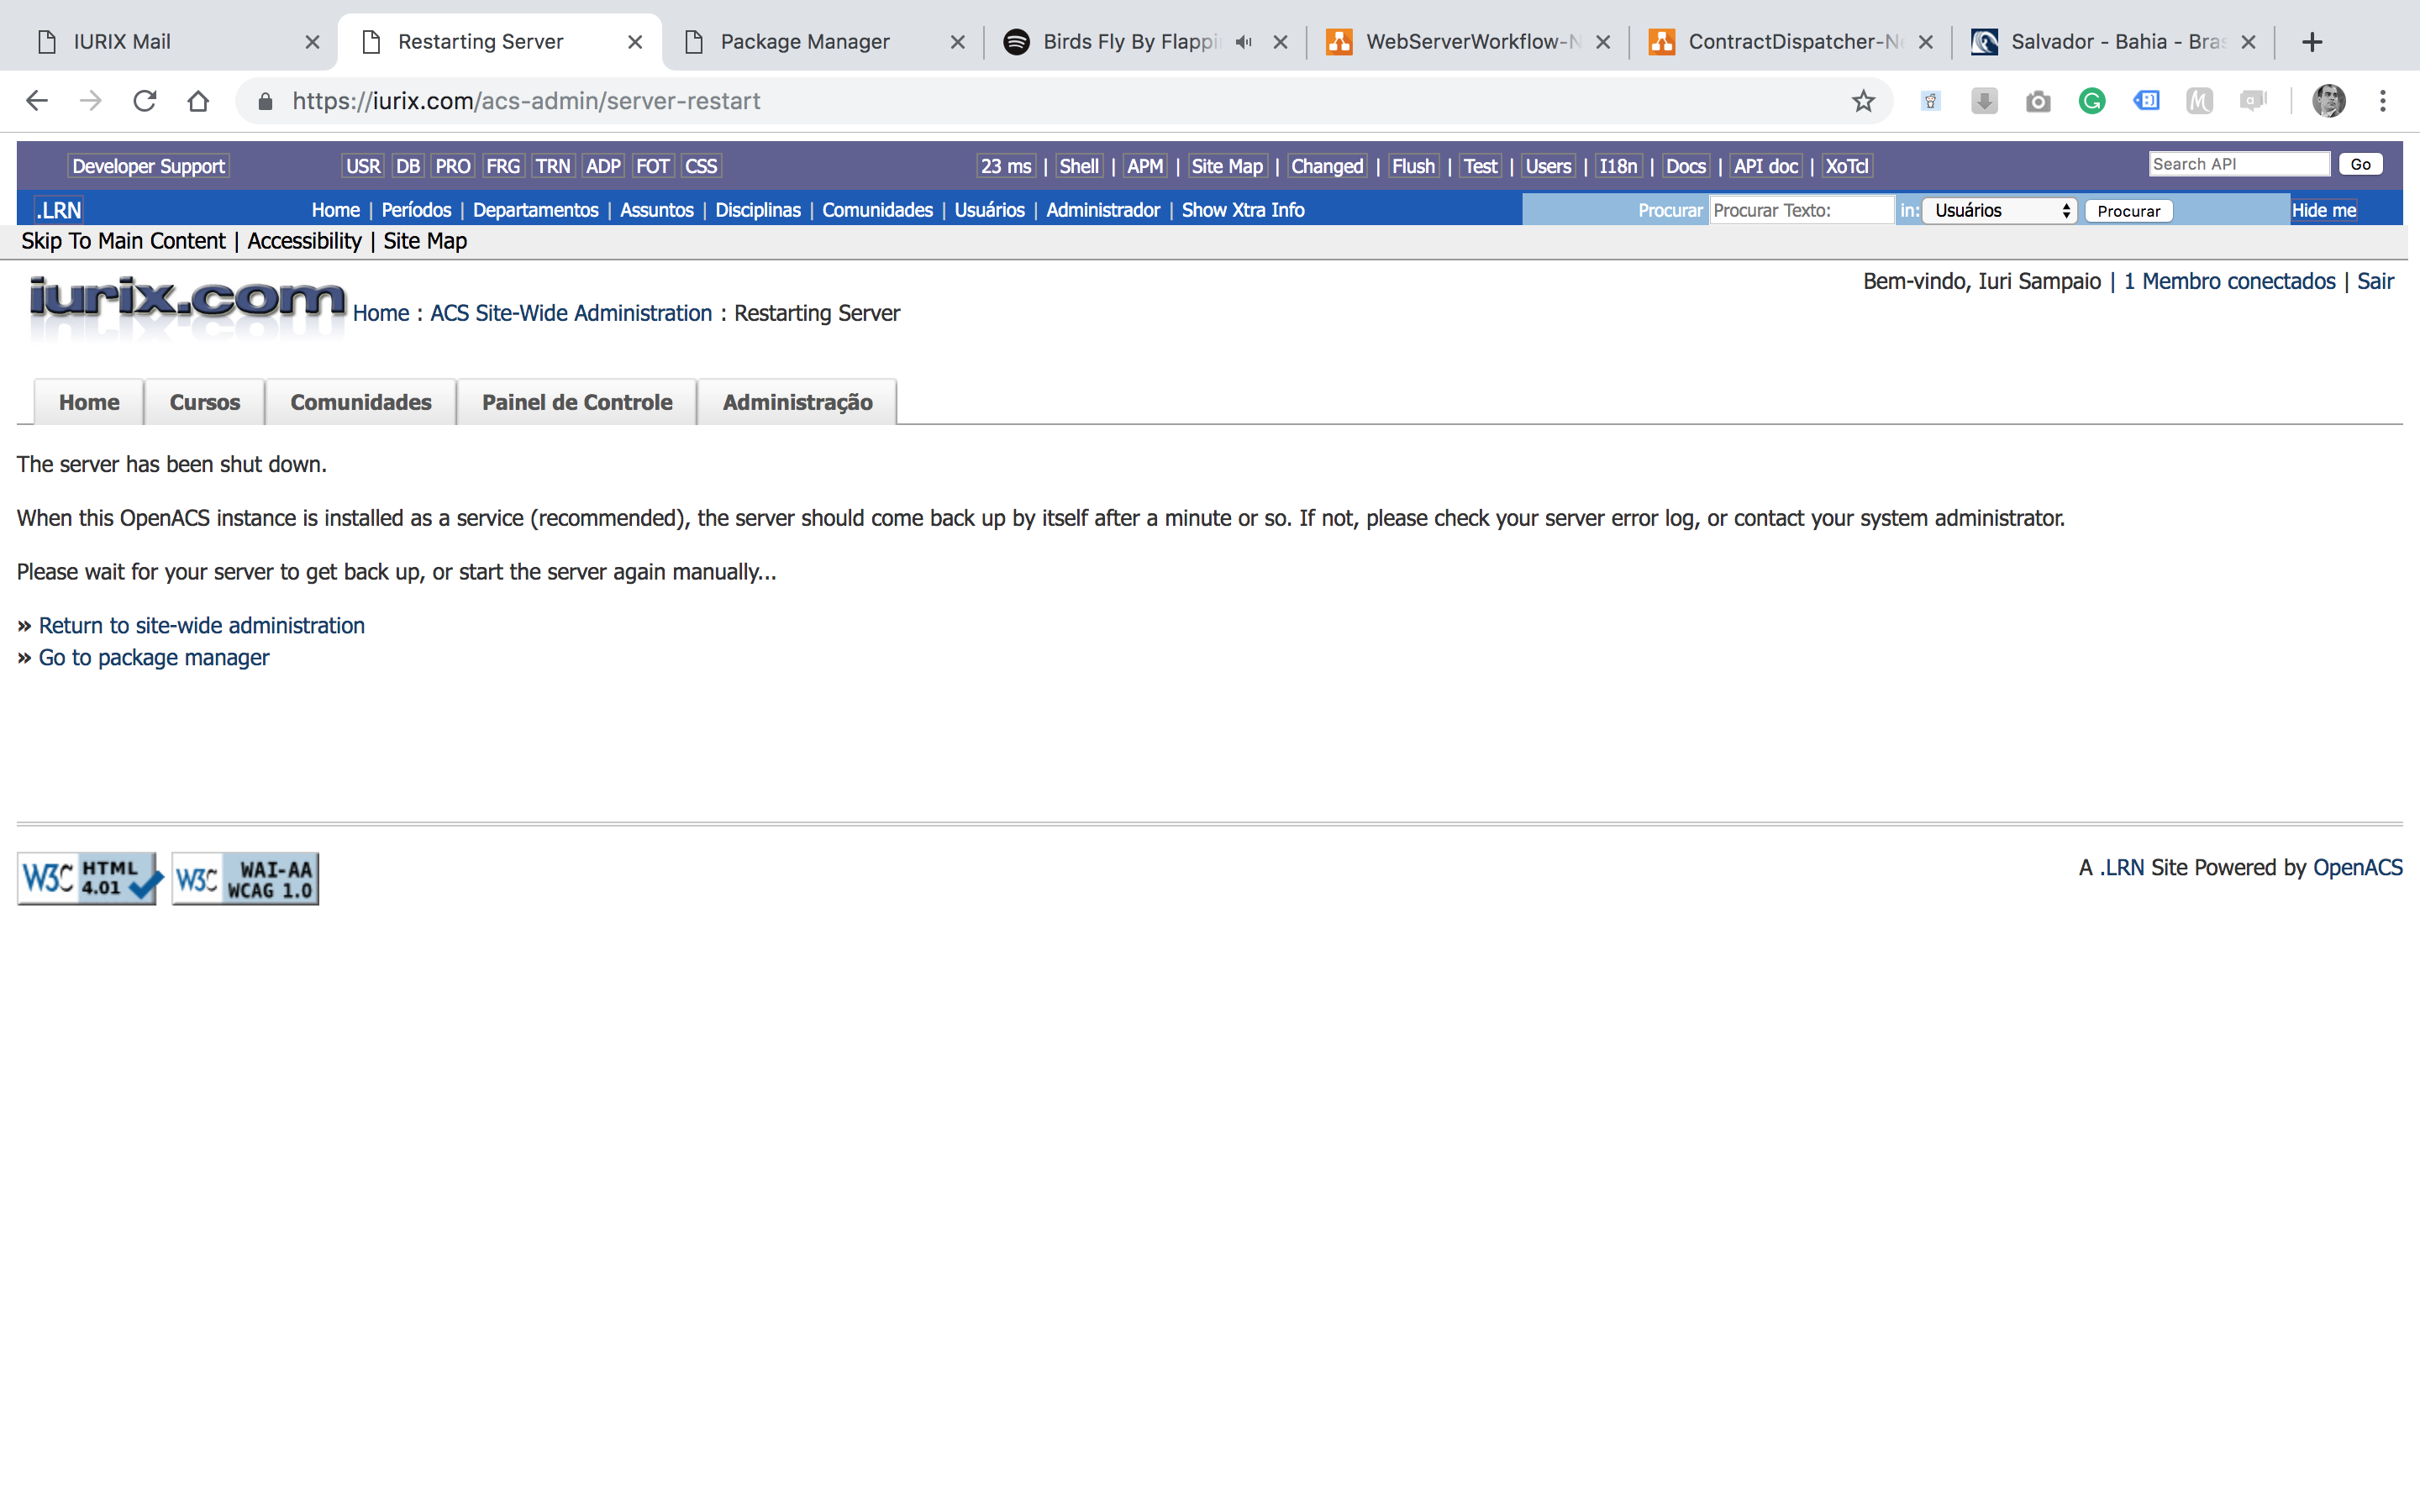 IURIX Mail
Restarting Server
Package Manager
Birds Fly By Flappi
WebServerWorkflow-N
ContractDispatcher-N
Salvador - Bahia - Bras
https://iurix.com/acs-admin/server-restart
Developer Support USR DB PRO FRG TRN ADP FOT CSS 23 ms | Shell | APM | Site Map | Changed | Flush | Test | Users | I18n | Docs | API doc | XoTcl Search API Go
.LRN Home | Períodos | Departamentos | Assuntos | Disciplinas | Comunidades | Usuários | Administrador | Show Xtra Info Procurar Procurar Texto: in: Usuários Procurar Hide me
Skip To Main Content | Accessibility | Site Map
Bem-vindo, Iuri Sampaio | 1 Membro conectados | Sair
iurix.com Home : ACS Site-Wide Administration : Restarting Server
Home Cursos Comunidades Painel de Controle Administração
The server has been shut down.
When this OpenACS instance is installed as a service (recommended), the server should come back up by itself after a minute or so. If not, please check your server error log, or contact your system administrator.
Please wait for your server to get back up, or start the server again manually...
» Return to site-wide administration
» Go to package manager
W3C HTML 4.01
W3C WAI-AA WCAG 1.0
A .LRN Site Powered by OpenACS